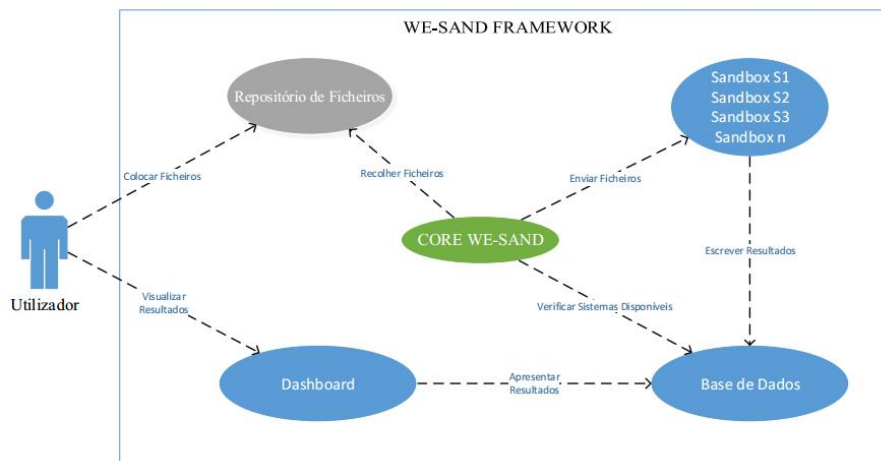 WE-SAND FRAMEWORK
Repositório de Ficheiros
Sandbox S1
Sandbox S2
Sandbox S3
Sandbox n
Colocar Ficheiros
Recolher Ficheiros
Enviar Ficheiros
CORE WE-SAND
Escrever Resultados
Utilizador
Visualizar
Resultados
Verificar Sistemas Disponíveis
Dashboard
Apresentar
Resultados
Base de Dados